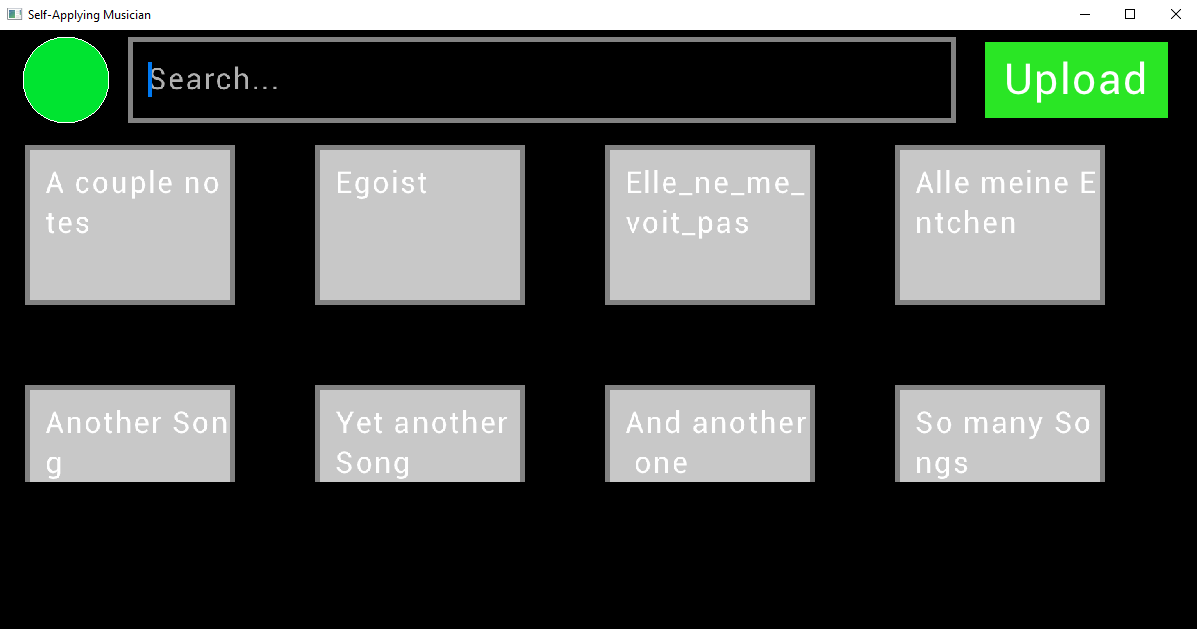 Self-Applying Musician
Search...
Upload
A couple no
tes
Egoist
Elle_ne_me_
voit_pas
Alle meine E
ntchen
Another Son
g
Yet another
Song
And another
one
So many So
ngs